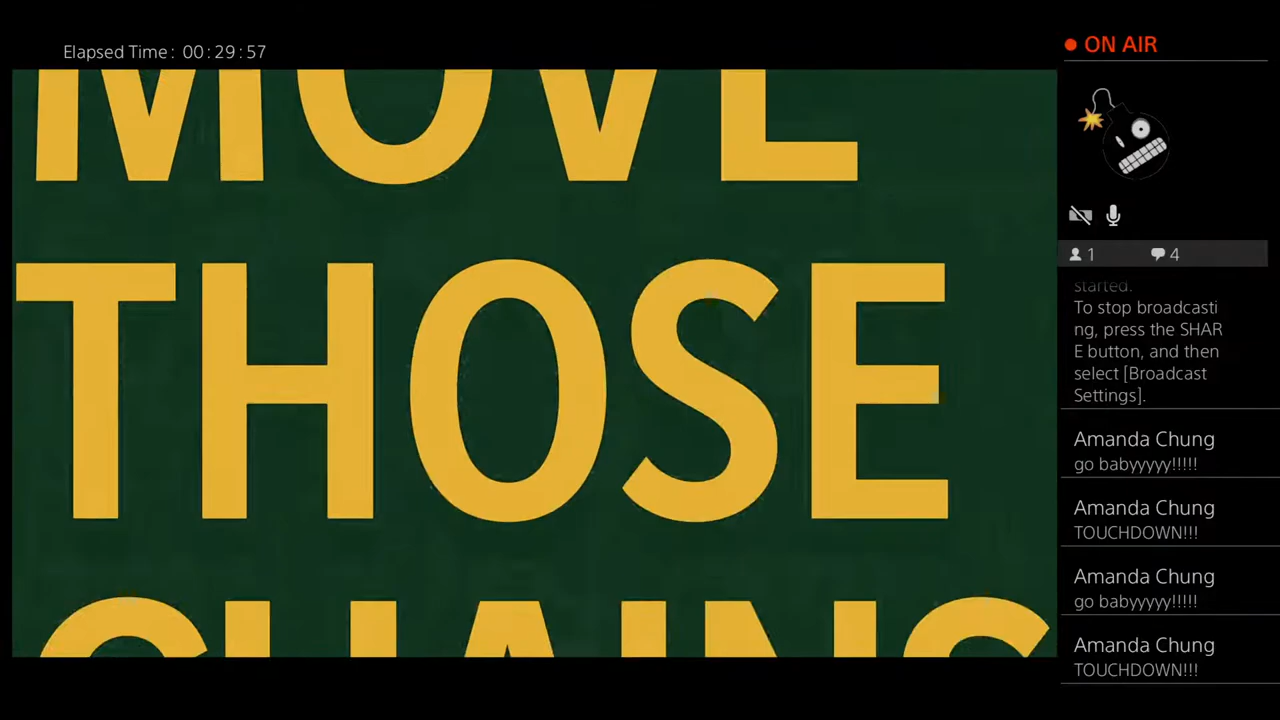 Elapsed Time: 00:29:57
ON AIR
MOVE
THOSE
CHAINS
1 4
started.
To stop broadcasti
ng, press the SHAR
E button, and then
select [Broadcast
Settings].
Amanda Chung
go babyyyyy!!!!!
Amanda Chung
TOUCHDOWN!!!
Amanda Chung
go babyyyyy!!!!!
Amanda Chung
TOUCHDOWN!!!